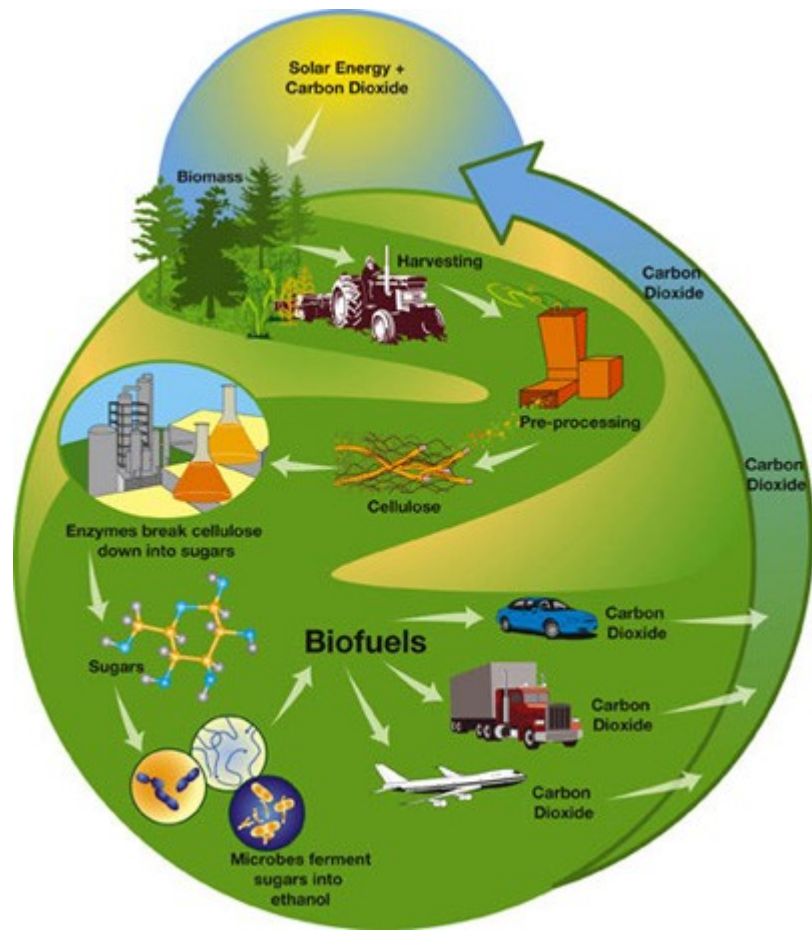 Solar Energy +
Carbon Dioxide
Biomass
Harvesting
Carbon
Dioxide
Pre-processing
Carbon
Dioxide
Cellulose
Enzymes break cellulose
down into sugars
Sugars
Biofuels
Carbon
Dioxide
Carbon
Dioxide
Carbon
Dioxide
Microbes ferment
sugars into
ethanol